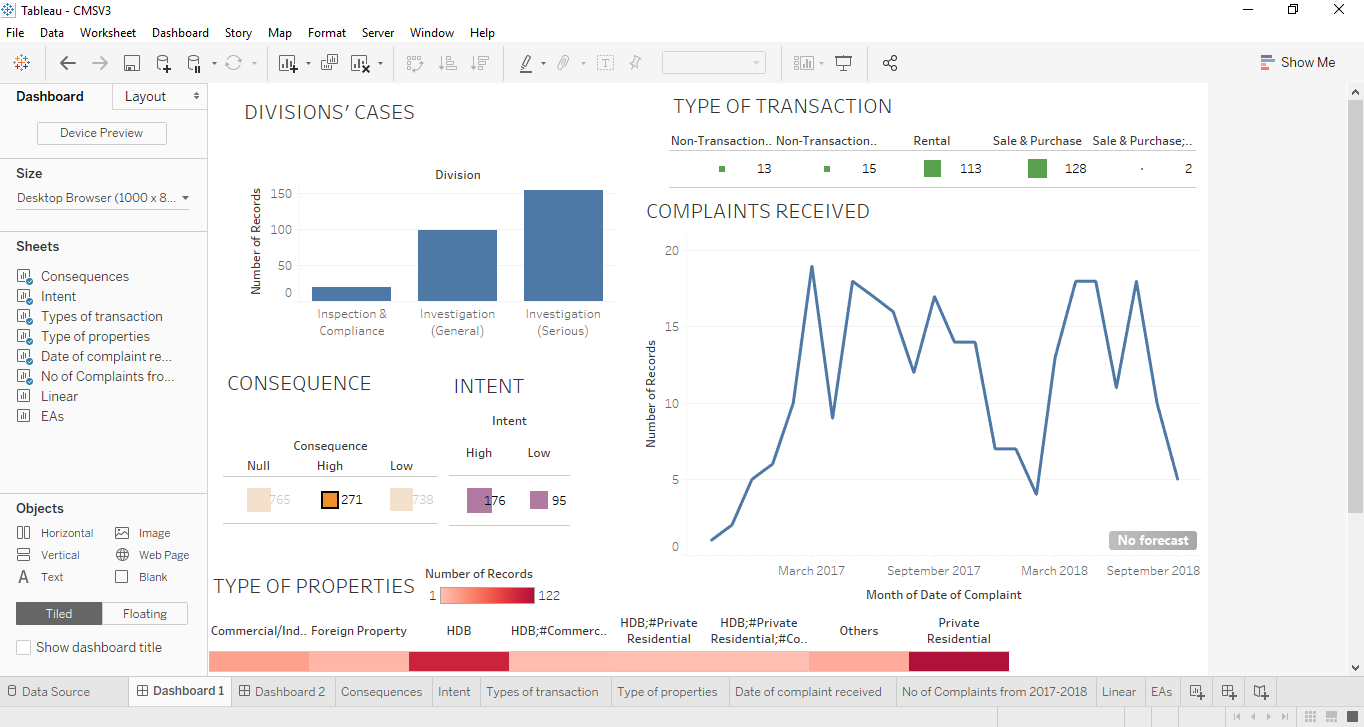 Tableau - CMSV3
File Data Worksheet Dashboard Story Map Format Server Window Help
Show Me
Dashboard Layout
Device Preview
Size
Desktop Browser (1000 x 8...
Sheets
Consequences
Intent
Types of transaction
Type of properties
Date of complaint re...
No of Complaints fro...
Linear
EAs
Objects
Horizontal Image
Vertical Web Page
A Text Blank
Tiled Floating
Show dashboard title
DIVISIONS' CASES
Division
Number of Records
150
100
50
0
Inspection & Compliance
Investigation (General)
Investigation (Serious)
TYPE OF TRANSACTION
Non-Transaction.. Non-Transaction.. Rental Sale & Purchase Sale & Purchase;..
13 15 113 128 2
COMPLAINTS RECEIVED
Number of Records
20
15
10
5
0
No forecast
March 2017 September 2017 March 2018 September 2018
Month of Date of Complaint
CONSEQUENCE
Consequence
Null High Low
765 271 738
INTENT
Intent
High Low
176 95
TYPE OF PROPERTIES
Number of Records
1 122
Commercial/Ind.. Foreign Property HDB HDB;#Commerc.. HDB;#Private Residential HDB;#Private Residential;#Co.. Others Private Residential
Data Source Dashboard 1 Dashboard 2 Consequences Intent Types of transaction Type of properties Date of complaint received No of Complaints from 2017-2018 Linear EAs